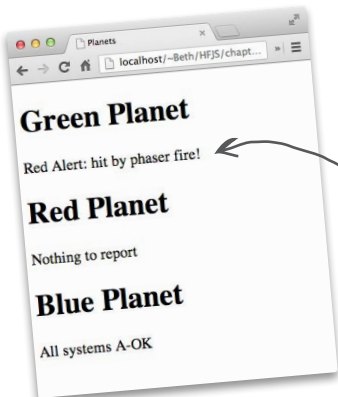 Planets
localhost/~Beth/HFJS/chapt...
Green Planet
Red Alert: hit by phaser fire!
Red Planet
Nothing to report
Blue Planet
All systems A-OK